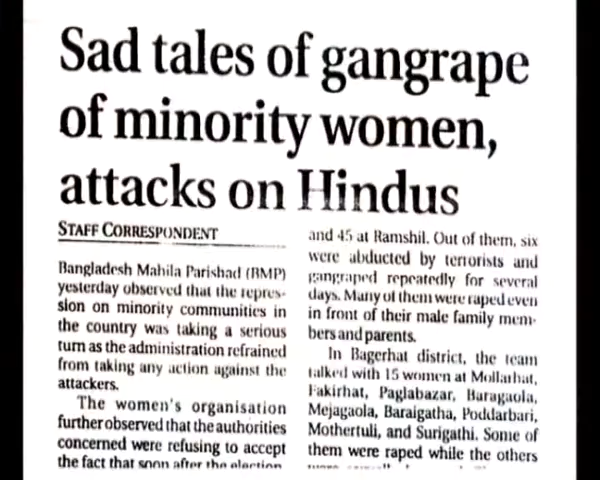 Sad tales of gangrape
of minority women,
attacks on Hindus
STAFF CORRESPONDENT
Bangladesh Mahila Parishad (BMP)
yesterday observed that the repres-
sion on minority communities in
the country was taking a serious
turn as the administration refrained
from taking any action against the
attackers.
The women's organisation
further observed that the authorities
concerned were refusing to accept
the fact that soon after the election
and 45 at Ramshil. Out of them, six
were abducted by terrorists and
gangraped repeatedly for several
days. Many of them were raped even
in front of their male family mem-
bers and parents.
In Bagerhat district, the team
talked with 15 women at Mollarhat,
Fakirhat, Paglabazar, Baragaola,
Mejagaola, Baraigatha, Poddarbari,
Mothertuli, and Surigathi. Some of
them were raped while the others